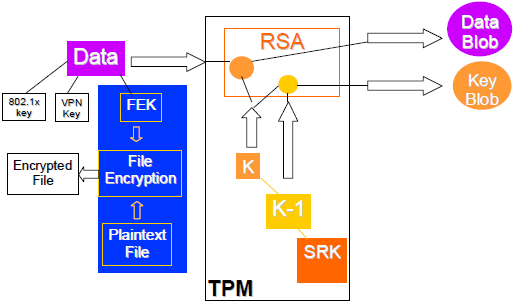 Data
802.1x
key
VPN
Key
FEK
File
Encryption
Encrypted
File
Plaintext
File
RSA
K
K-1
SRK
TPM
Data
Blob
Key
Blob